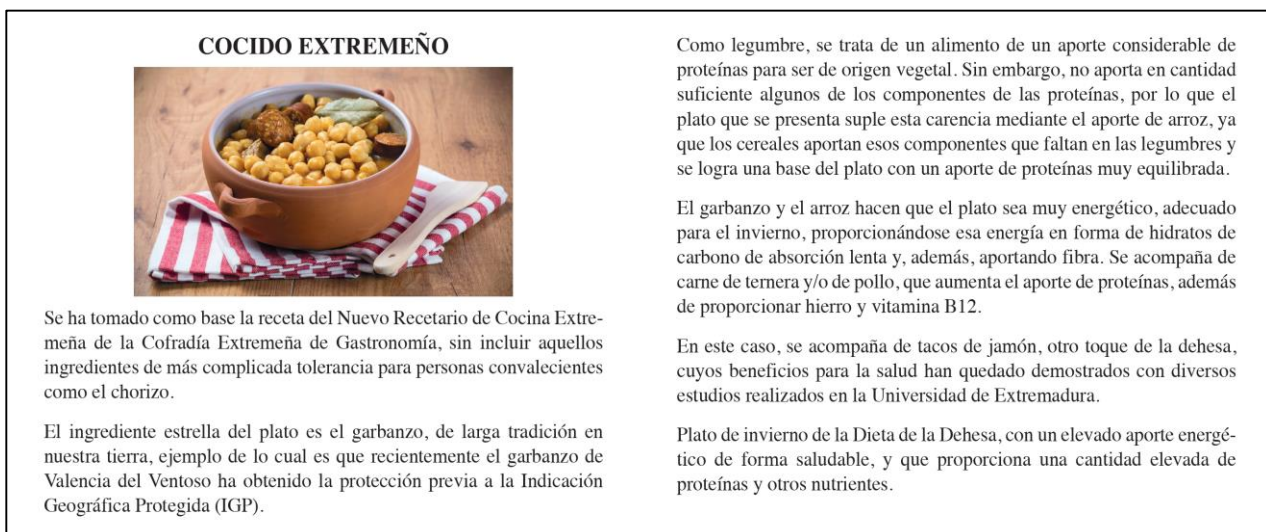 COCIDO EXTREMEÑO
Se ha tomado como base la receta del Nuevo Recetario de Cocina Extre-
meña de la Cofradía Extremeña de Gastronomía, sin incluir aquellos
ingredientes de más complicada tolerancia para personas convalecientes
como el chorizo.
El ingrediente estrella del plato es el garbanzo, de larga tradición en
nuestra tierra, ejemplo de lo cual es que recientemente el garbanzo de
Valencia del Ventoso ha obtenido la protección previa a la Indicación
Geográfica Protegida (IGP).
Como legumbre, se trata de un alimento de un aporte considerable de
proteínas para ser de origen vegetal. Sin embargo, no aporta en cantidad
suficiente algunos de los componentes de las proteínas, por lo que el
plato que se presenta suple esta carencia mediante el aporte de arroz, ya
que los cereales aportan esos componentes que faltan en las legumbres y
se logra una base del plato con un aporte de proteínas muy equilibrada.
El garbanzo y el arroz hacen que el plato sea muy energético, adecuado
para el invierno, proporcionándose esa energía en forma de hidratos de
carbono de absorción lenta y, además, aportando fibra. Se acompaña de
carne de ternera y/o de pollo, que aumenta el aporte de proteínas, además
de proporcionar hierro y vitamina B12.
En este caso, se acompaña de tacos de jamón, otro toque de la dehesa,
cuyos beneficios para la salud han quedado demostrados con diversos
estudios realizados en la Universidad de Extremadura.
Plato de invierno de la Dieta de la Dehesa, con un elevado aporte energé-
tico de forma saludable, y que proporciona una cantidad elevada de
proteínas y otros nutrientes.